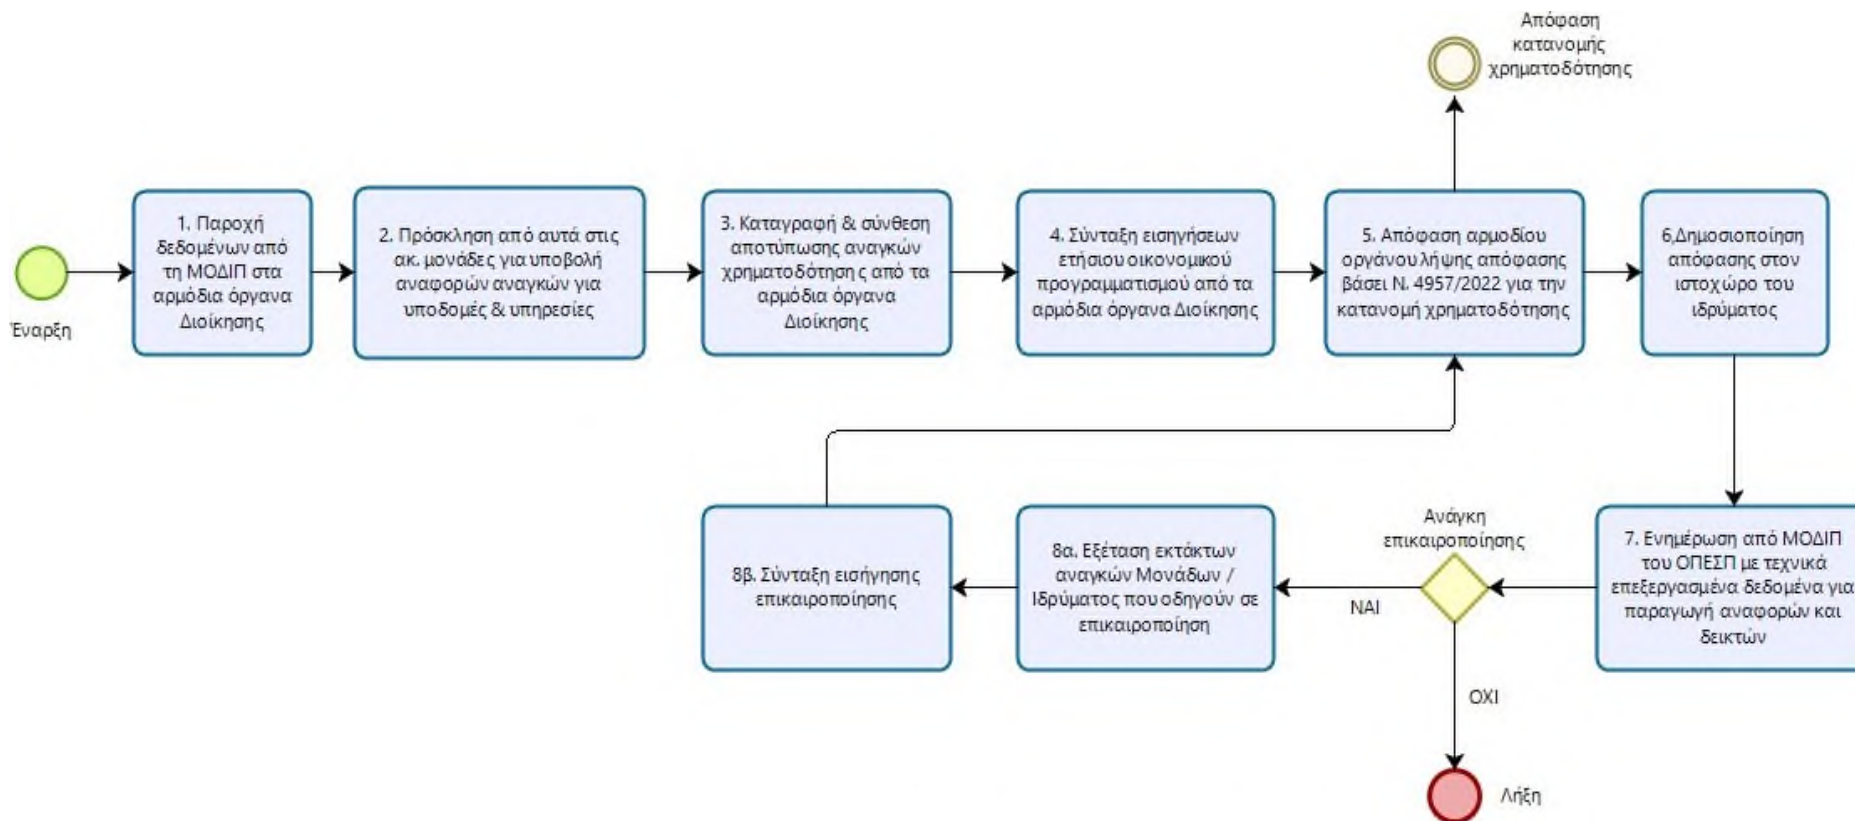 Απόφαση
κατανομής
χρηματοδότησης
Έναρξη
1. Παροχή
δεδομένων από
τη ΜΟΔΙΠ στα
αρμόδια όργανα
Διοίκησης
2. Πρόσκληση από αυτά στις
ακ. μονάδες για υποβολή
αναφορών αναγκών για
υποδομές & υπηρεσίες
3. Καταγραφή & σύνθεση
αποτύπωσης αναγκών
χρηματοδότησης από τα
αρμόδια όργανα
Διοίκησης
4. Σύνταξη εισηγήσεων
ετήσιου οικονομικού
προγραμματισμού από τα
αρμόδια όργανα Διοίκησης
5. Απόφαση αρμοδίου
οργάνου λήψης απόφασης
βάσει Ν. 4957/2022 για την
κατανομή χρηματοδότησης
6.Δημοσιοποίηση
απόφασης στον
ιστοχώρο του
ιδρύματος
7. Ενημέρωση από ΜΟΔΙΠ
του ΟΠΕΣΠ με τεχνικά
επεξεργασμένα δεδομένα για
παραγωγή αναφορών και
δεικτών
Ανάγκη
επικαιροποίησης
ΝΑΙ
8α. Εξέταση εκτάκτων
αναγκών Μονάδων /
Ιδρύματος που οδηγούν σε
επικαιροποίηση
8β. Σύνταξη εισήγησης
επικαιροποίησης
ΟΧΙ
Λήξη